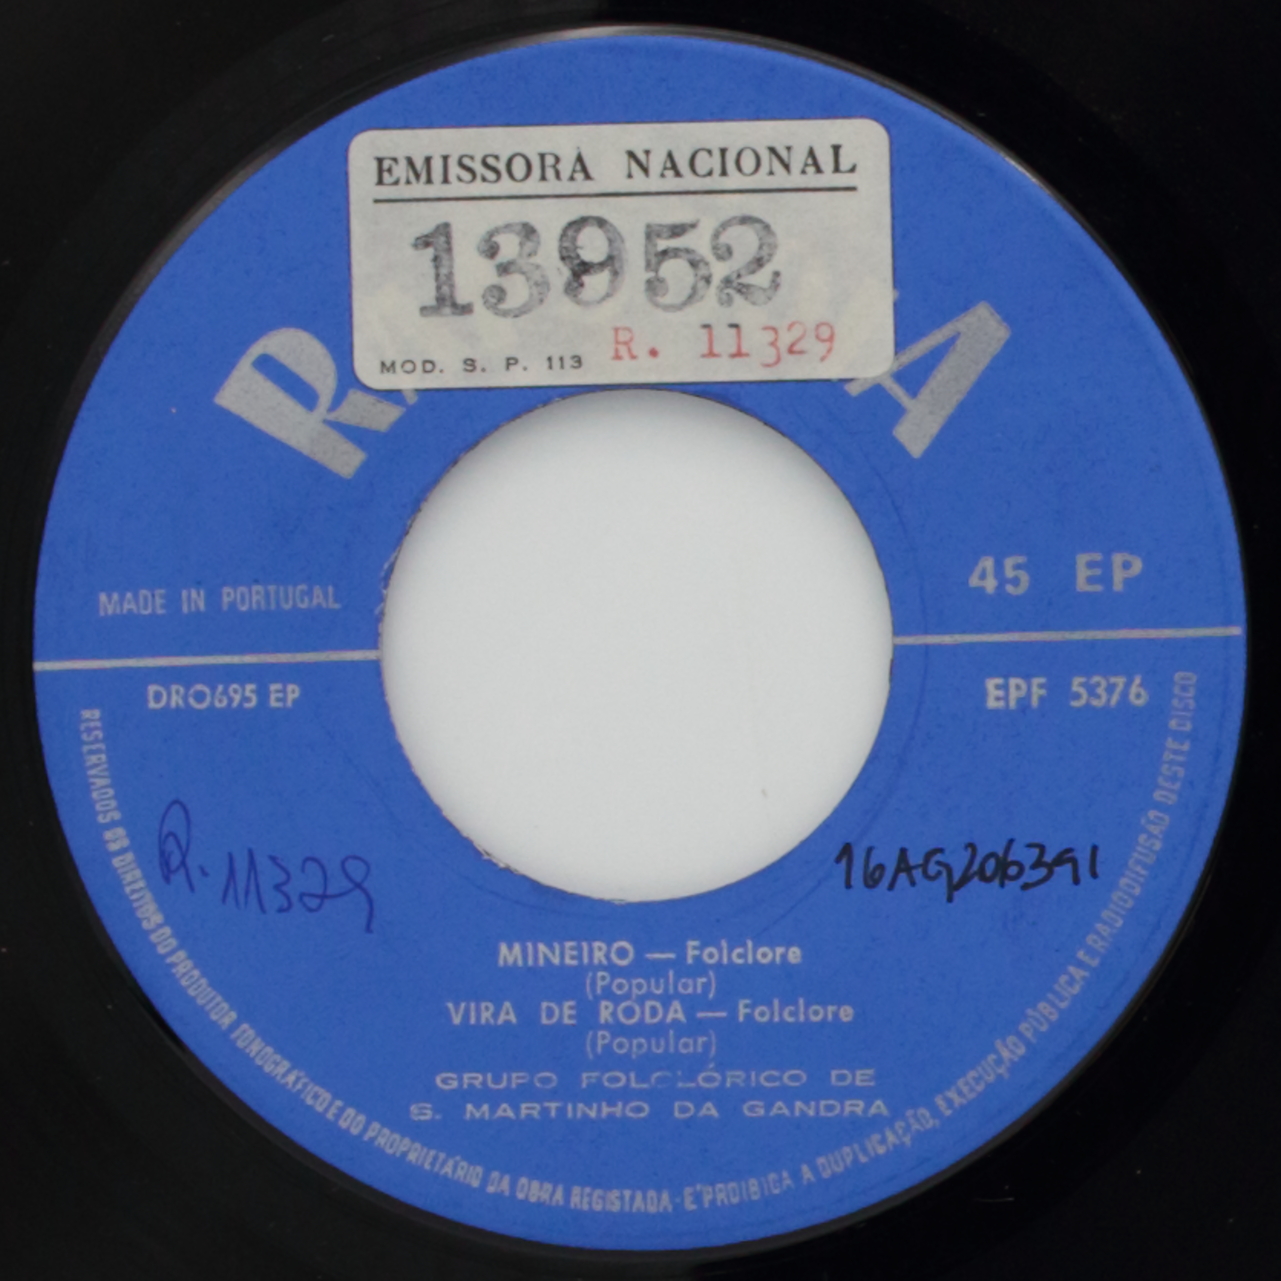 EMISSORA NACIONAL
13952
MOD. S. P. 113 R. 11329
MADE IN PORTUGAL
45 EP
DRO695 EP
EPF 5376
R. 11329
16AG206391
MINEIRO — Folclore
(Popular)
VIRA DE RODA — Folclore
(Popular)
GRUPO FOLCLÓRICO DE
S. MARTINHO DA GANDRA
RESERVADOS OS DIREITOS DO PRODUTOR FONOGRÁFICO E DO PROPRIETÁRIO DA OBRA REGISTADA - E' PROIBIDA A DUPLICAÇÃO, EXECUÇÃO PÚBLICA E RADIODIFUSÃO DESTE DISCO